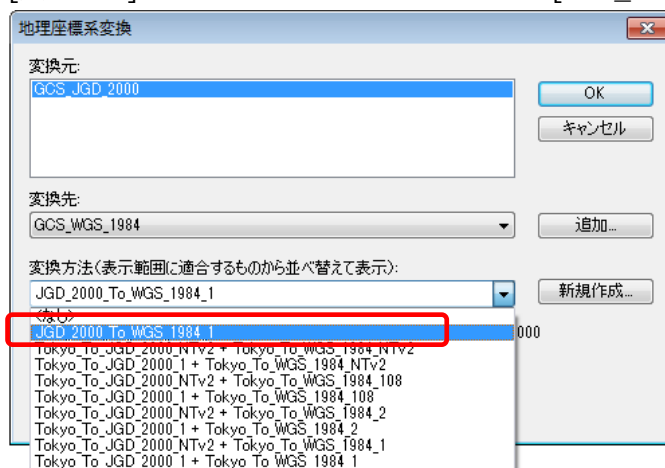 地理座標系変換
変換元:
GCS_JGD_2000
OK
キャンセル
変換先:
GCS_WGS_1984
追加...
変換方法(表示範囲に適合するものから並べ替えて表示):
JGD_2000_To_WGS_1984_1
新規作成...
<なし>
JGD_2000_To_WGS_1984_1
000
Tokyo_To_JGD_2000_NTv2 + Tokyo_To_WGS_1984_NTv2
Tokyo_To_JGD_2000_1 + Tokyo_To_WGS_1984_NTv2
Tokyo_To_JGD_2000_NTv2 + Tokyo_To_WGS_1984_108
Tokyo_To_JGD_2000_1 + Tokyo_To_WGS_1984_108
Tokyo_To_JGD_2000_NTv2 + Tokyo_To_WGS_1984_2
Tokyo_To_JGD_2000_1 + Tokyo_To_WGS_1984_2
Tokyo_To_JGD_2000_NTv2 + Tokyo_To_WGS_1984_1
Tokyo_To_JGD_2000_1 + Tokyo_To_WGS_1984_1